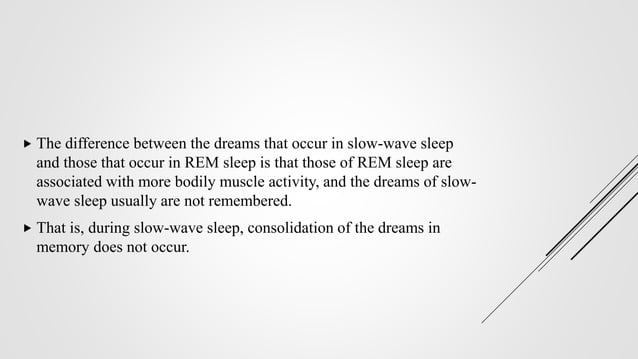 The difference between the dreams that occur in slow-wave sleep
and those that occur in REM sleep is that those of REM sleep are
associated with more bodily muscle activity, and the dreams of slow-
wave sleep usually are not remembered.
That is, during slow-wave sleep, consolidation of the dreams in
memory does not occur.